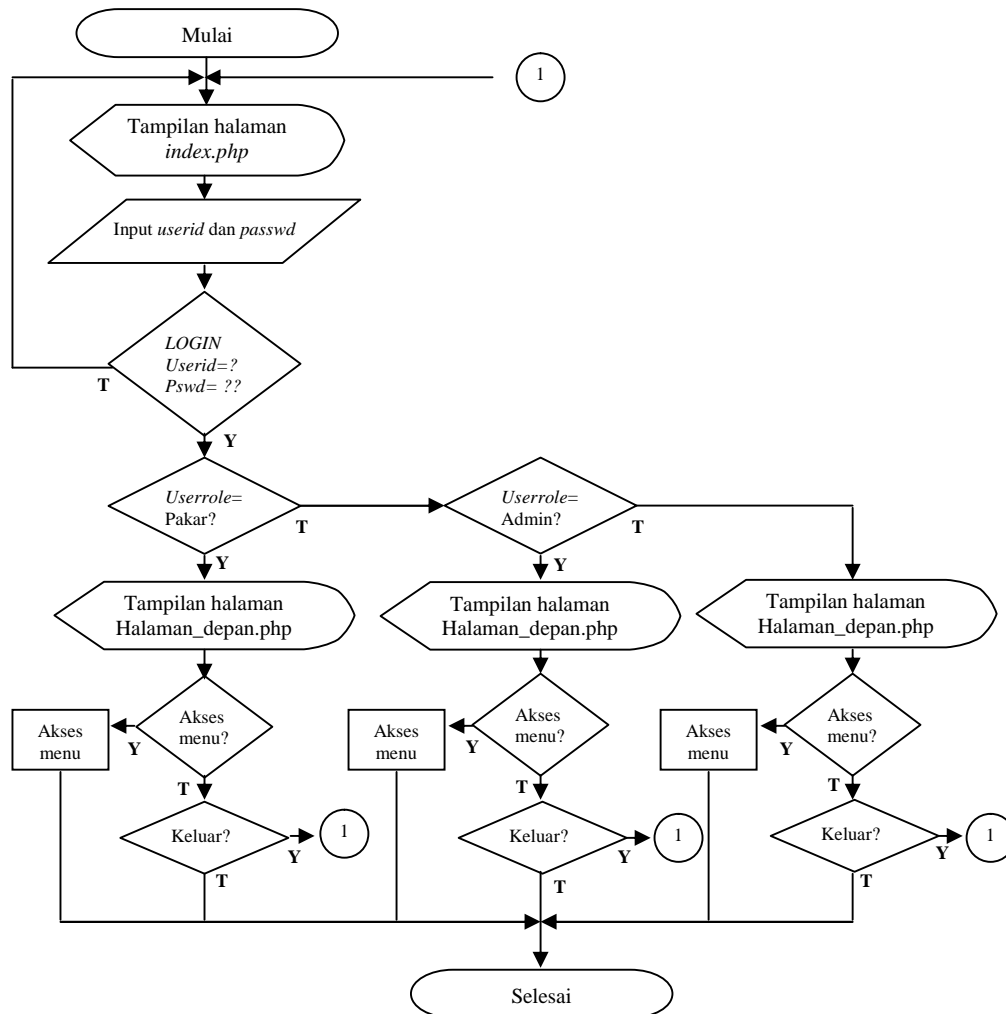 Mulai
1
Tampilan halaman
index.php
Input userid dan passwd
LOGIN
Userid=?
Pswd= ??
T
Y
Userrole=
Pakar?
T
Y
Userrole=
Admin?
T
Y
Tampilan halaman
Halaman_depan.php
Tampilan halaman
Halaman_depan.php
Tampilan halaman
Halaman_depan.php
Akses
menu
Y
Akses
menu?
T
Akses
menu
Y
Akses
menu?
T
Akses
menu
Y
Akses
menu?
T
Keluar?
Y
1
T
Keluar?
Y
1
T
Keluar?
Y
1
T
Selesai